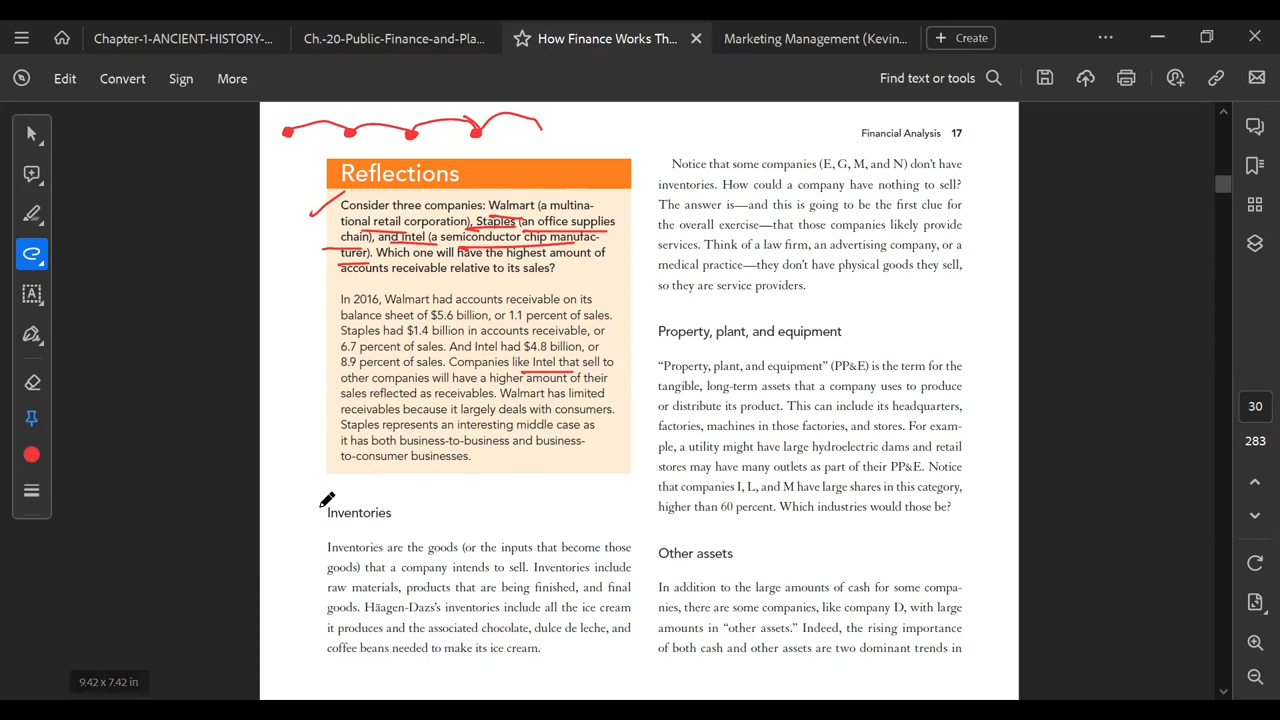 Chapter-1-ANCIENT-HISTORY-...
Ch.-20-Public-Finance-and-Pla...
How Finance Works Th...
Marketing Management (Kevin...
Create
Edit
Convert
Sign
More
Find text or tools
Financial Analysis 17
Reflections
Consider three companies: Walmart (a multina-
tional retail corporation), Staples (an office supplies
chain), and Intel (a semiconductor chip manufac-
turer). Which one will have the highest amount of
accounts receivable relative to its sales?
In 2016, Walmart had accounts receivable on its
balance sheet of $5.6 billion, or 1.1 percent of sales.
Staples had $1.4 billion in accounts receivable, or
6.7 percent of sales. And Intel had $4.8 billion, or
8.9 percent of sales. Companies like Intel that sell to
other companies will have a higher amount of their
sales reflected as receivables. Walmart has limited
receivables because it largely deals with consumers.
Staples represents an interesting middle case as
it has both business-to-business and business-
to-consumer businesses.
Inventories
Inventories are the goods (or the inputs that become those
goods) that a company intends to sell. Inventories include
raw materials, products that are being finished, and final
goods. Häagen-Dazs's inventories include all the ice cream
it produces and the associated chocolate, dulce de leche, and
coffee beans needed to make its ice cream.
Notice that some companies (E, G, M, and N) don't have
inventories. How could a company have nothing to sell?
The answer is—and this is going to be the first clue for
the overall exercise—that those companies likely provide
services. Think of a law firm, an advertising company, or a
medical practice—they don't have physical goods they sell,
so they are service providers.
Property, plant, and equipment
“Property, plant, and equipment” (PP&E) is the term for the
tangible, long-term assets that a company uses to produce
or distribute its product. This can include its headquarters,
factories, machines in those factories, and stores. For exam-
ple, a utility might have large hydroelectric dams and retail
stores may have many outlets as part of their PP&E. Notice
that companies I, L, and M have large shares in this category,
higher than 60 percent. Which industries would those be?
Other assets
In addition to the large amounts of cash for some compa-
nies, there are some companies, like company D, with large
amounts in “other assets.” Indeed, the rising importance
of both cash and other assets are two dominant trends in
30
283
9.42 x 7.42 in